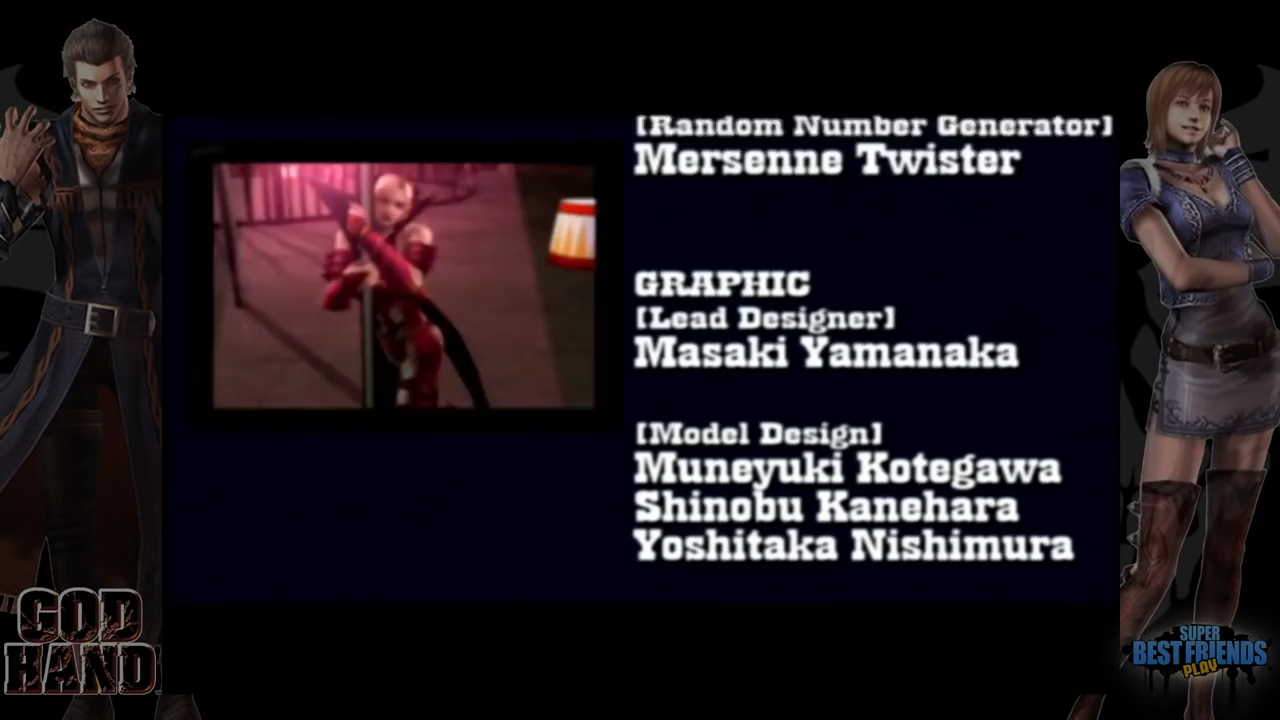 [Random Number Generator]
Mersenne Twister
GRAPHIC
[Lead Designer]
Masaki Yamanaka
[Model Design]
Muneyuki Kotegawa
Shinobu Kanehara
Yoshitaka Nishimura
GOD
HAND
SUPER
BEST FRIENDS
PLAY